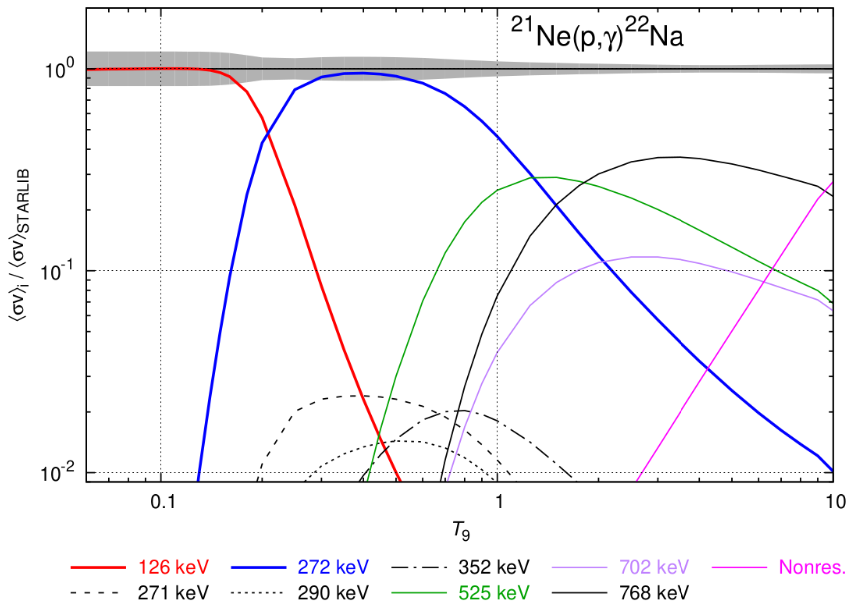 ²¹Ne(p,γ)²²Na
10⁰
10⁻¹
10⁻²
⟨σv⟩ᵢ / ⟨σv⟩STARLIB
0.1 1 10
T₉
126 keV 272 keV 352 keV 702 keV Nonres.
271 keV 290 keV 525 keV 768 keV